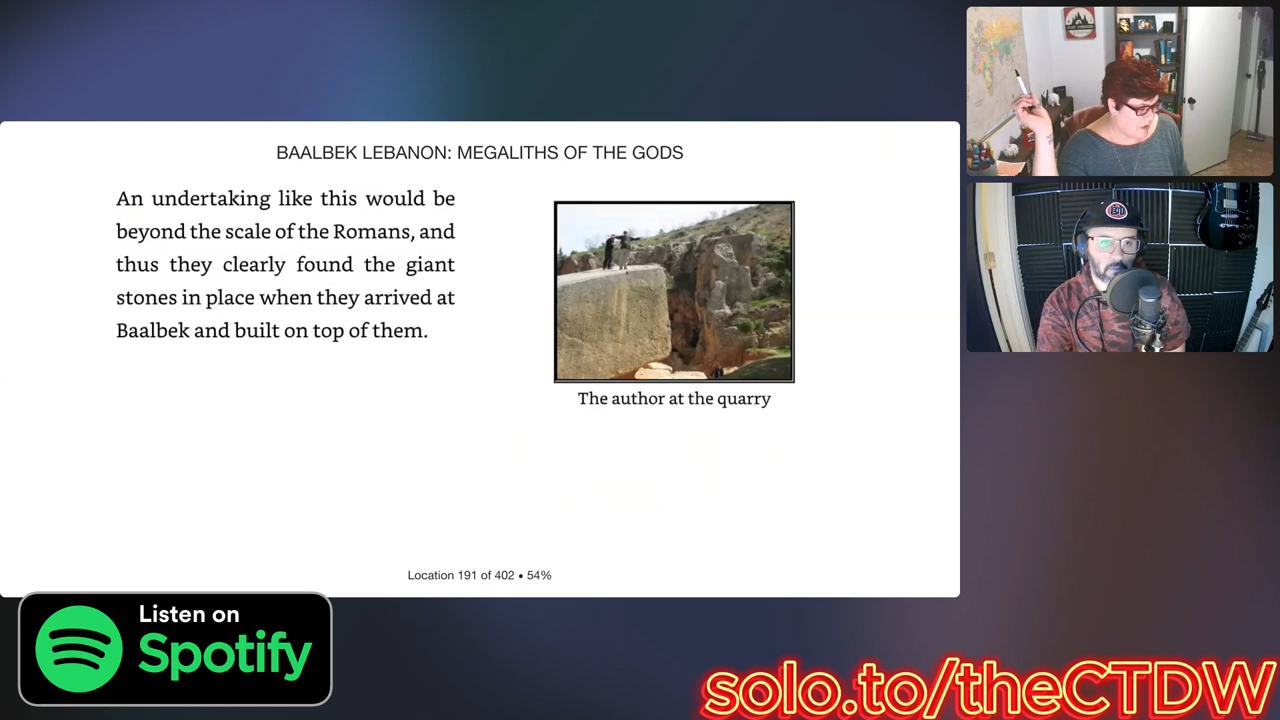 BAALBEK LEBANON: MEGALITHS OF THE GODS
An undertaking like this would be
beyond the scale of the Romans, and
thus they clearly found the giant
stones in place when they arrived at
Baalbek and built on top of them.
The author at the quarry
Location 191 of 402 • 54%
Listen on
Spotify
solo.to/theCTDW